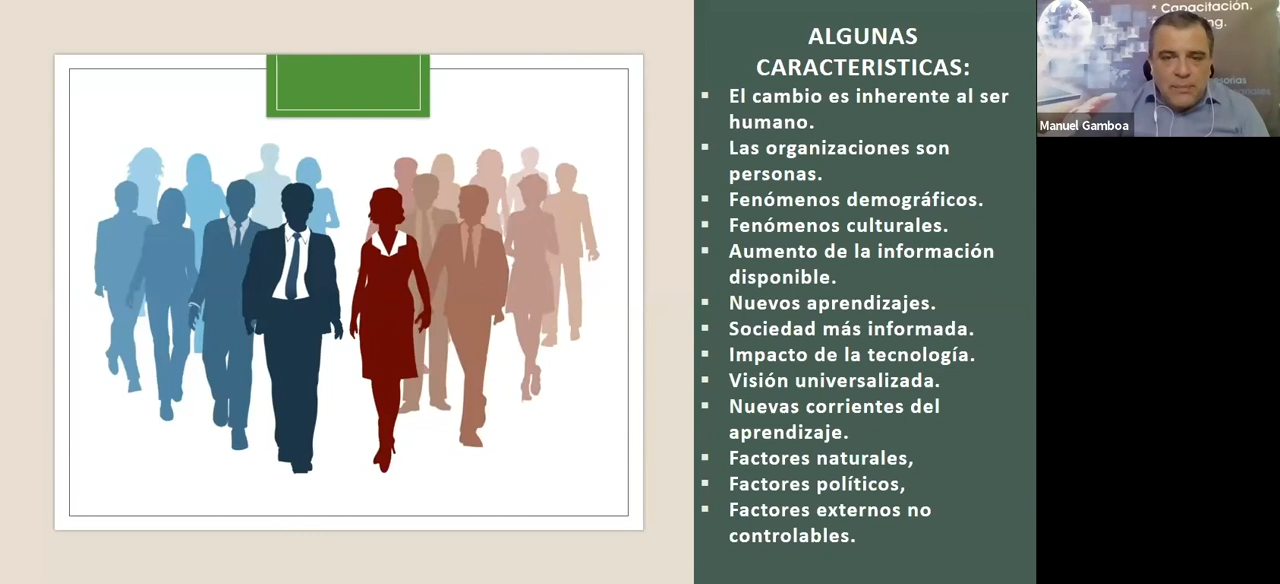 ALGUNAS
CARACTERISTICAS:
▪ El cambio es inherente al ser
humano.
▪ Las organizaciones son
personas.
▪ Fenómenos demográficos.
▪ Fenómenos culturales.
▪ Aumento de la información
disponible.
▪ Nuevos aprendizajes.
▪ Sociedad más informada.
▪ Impacto de la tecnología.
▪ Visión universalizada.
▪ Nuevas corrientes del
aprendizaje.
▪ Factores naturales,
▪ Factores políticos,
▪ Factores externos no
controlables.
* Capacitación.
Manuel Gamboa